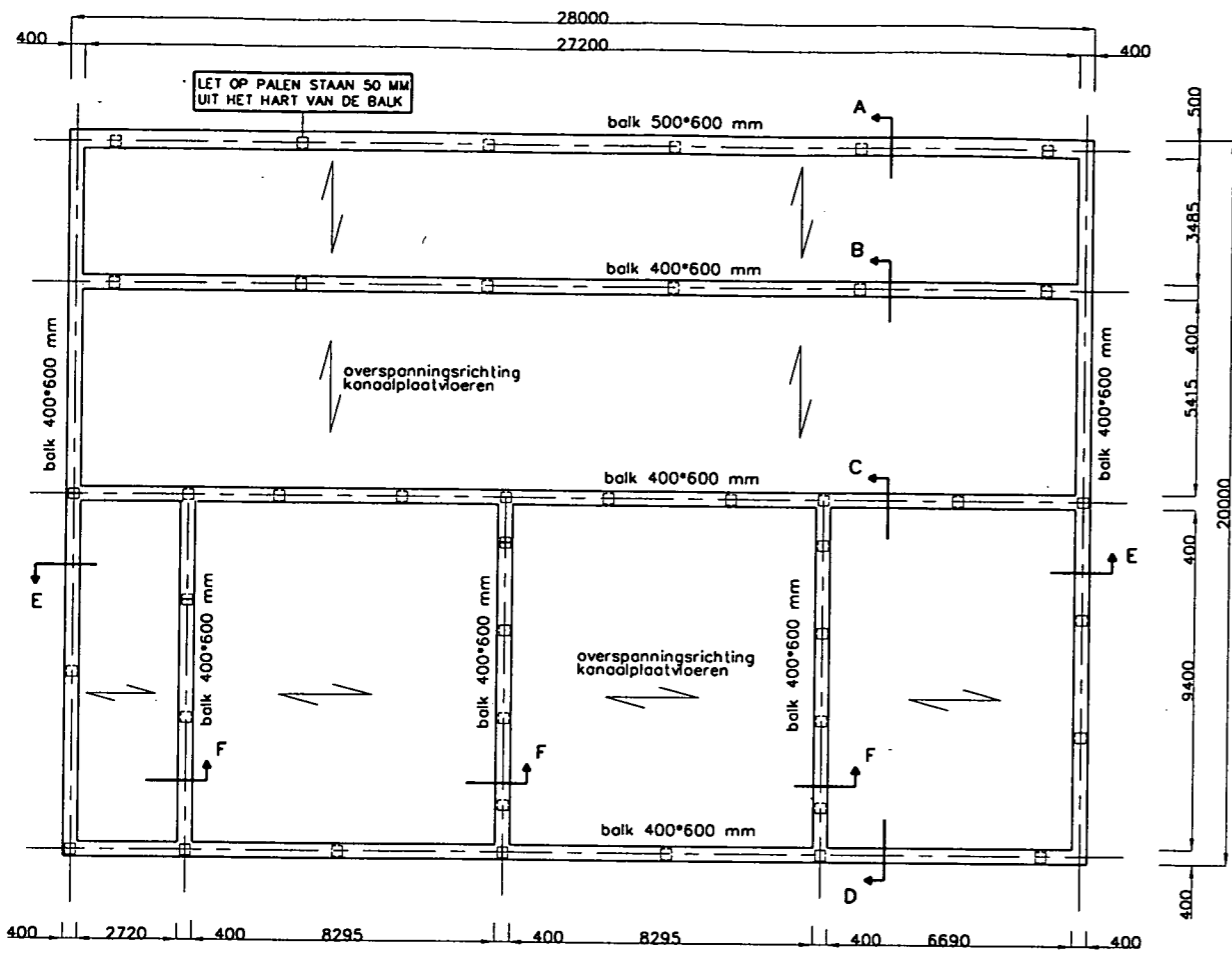 28000
400
27200
400
LET OP PALEN STAAN 50 MM
UIT HET HART VAN DE BALK
A
500
balk 500*600 mm
3485
B
balk 400*600 mm
400
overspanningsrichting
kanaalplaatvloeren
balk 400*600 mm
balk 400*600 mm
5415
C
balk 400*600 mm
20000
400
E
E
balk 400*600 mm
balk 400*600 mm
balk 400*600 mm
overspanningsrichting
kanaalplaatvloeren
9400
F
F
F
balk 400*600 mm
D
400
400
2720
400
8295
400
8295
400
6690
400